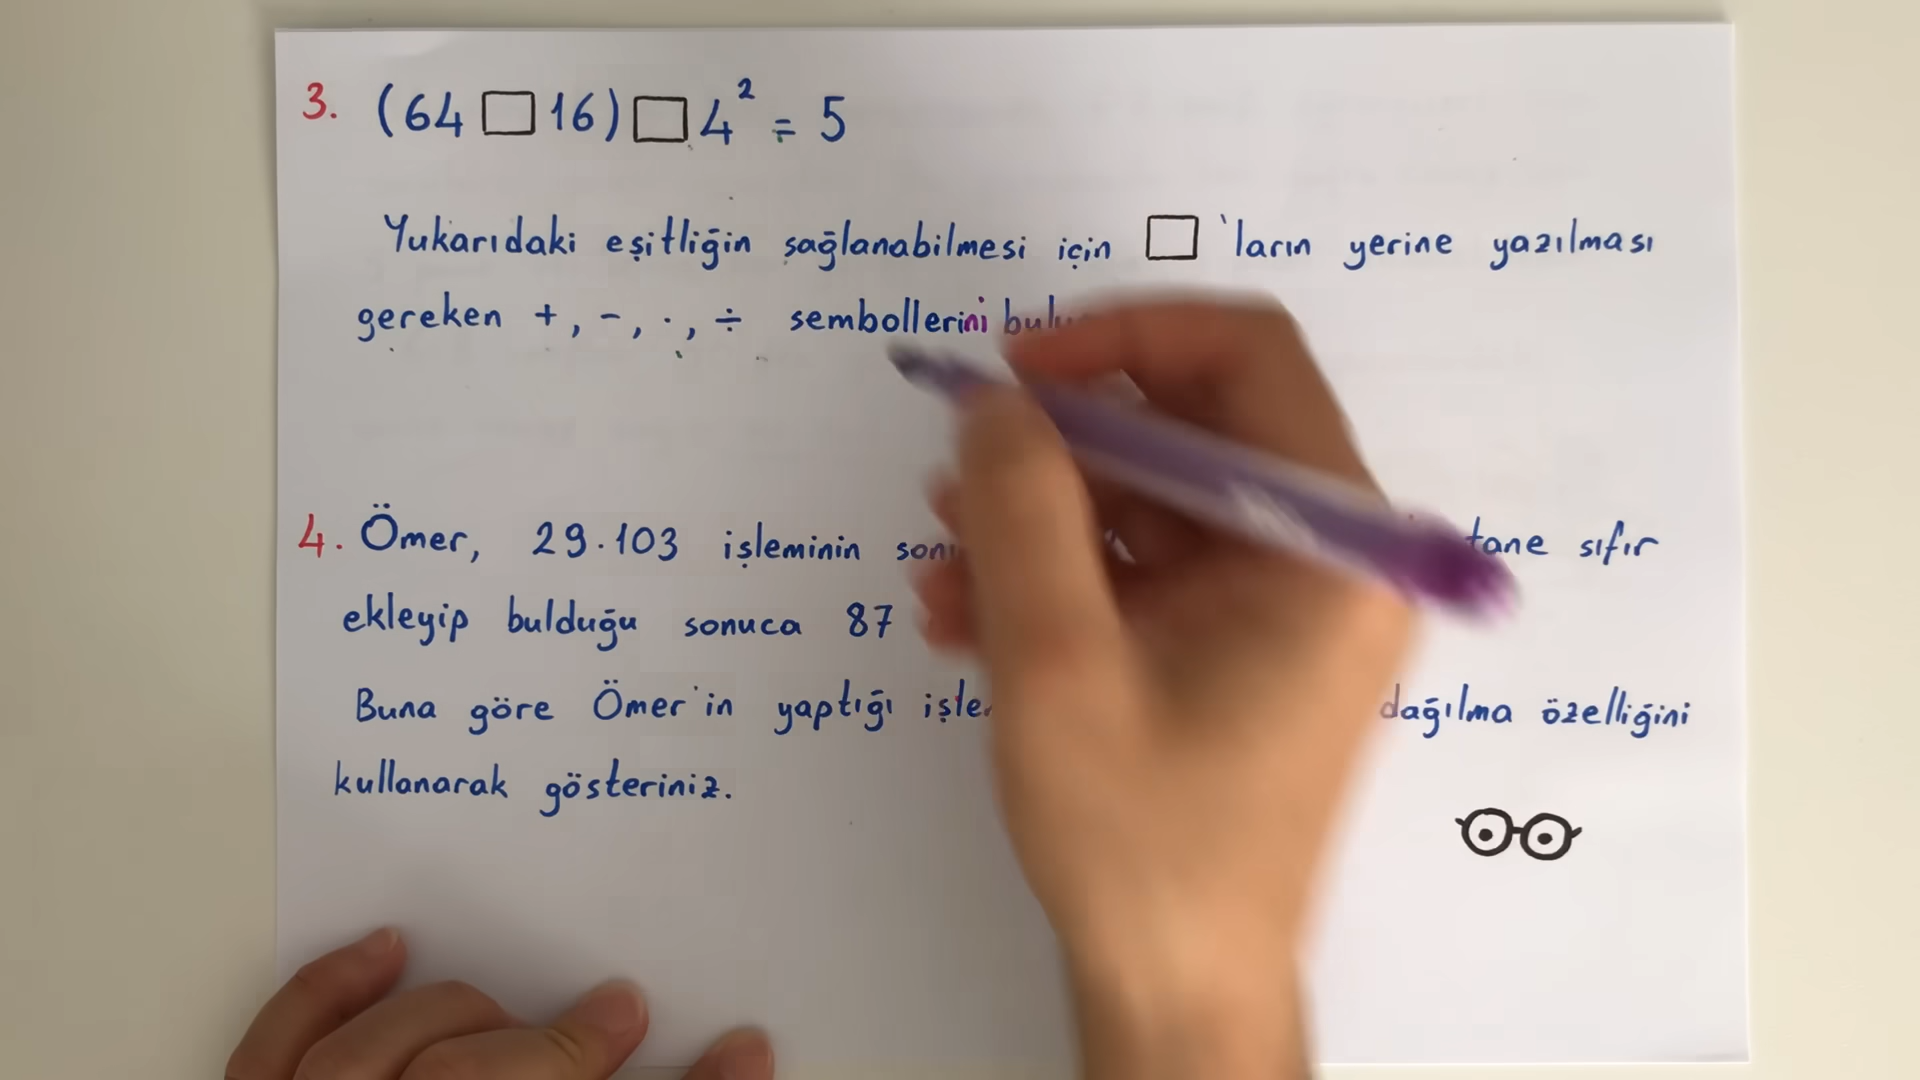 3. (64 □ 16) □ 4² = 5
Yukarıdaki eşitliğin sağlanabilmesi için □ 'ların yerine yazılması
gereken +, -, ·, ÷ sembollerini
4. Ömer, 29.103 işleminin tane sıfır
ekleyip bulduğu sonuca 87
Buna göre Ömer'in yaptığı dağılma özelliğini
kullanarak gösteriniz.